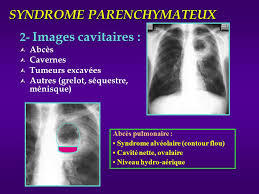 SYNDROME PARENCHYMATEUX
2- Images cavitaires :
Abcès
Cavernes
Tumeurs excavées
Autres (grelot, séquestre,
ménisque)
Abcès pulmonaire :
• Syndrome alvéolaire (contour flou)
• Cavité nette, ovalaire
• Niveau hydro-aérique